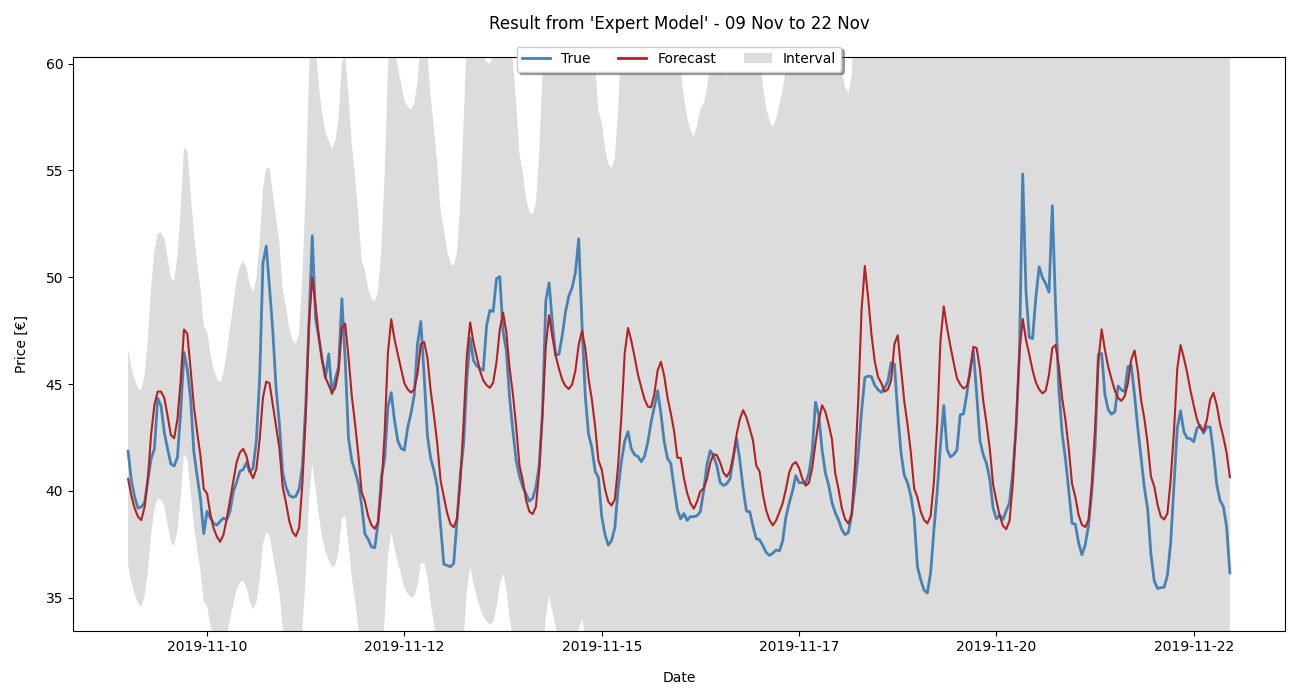 Result from 'Expert Model' - 09 Nov to 22 Nov
True Forecast Interval
60
55
50
45
40
35
Price [€]
2019-11-10 2019-11-12 2019-11-15 2019-11-17 2019-11-20 2019-11-22
Date